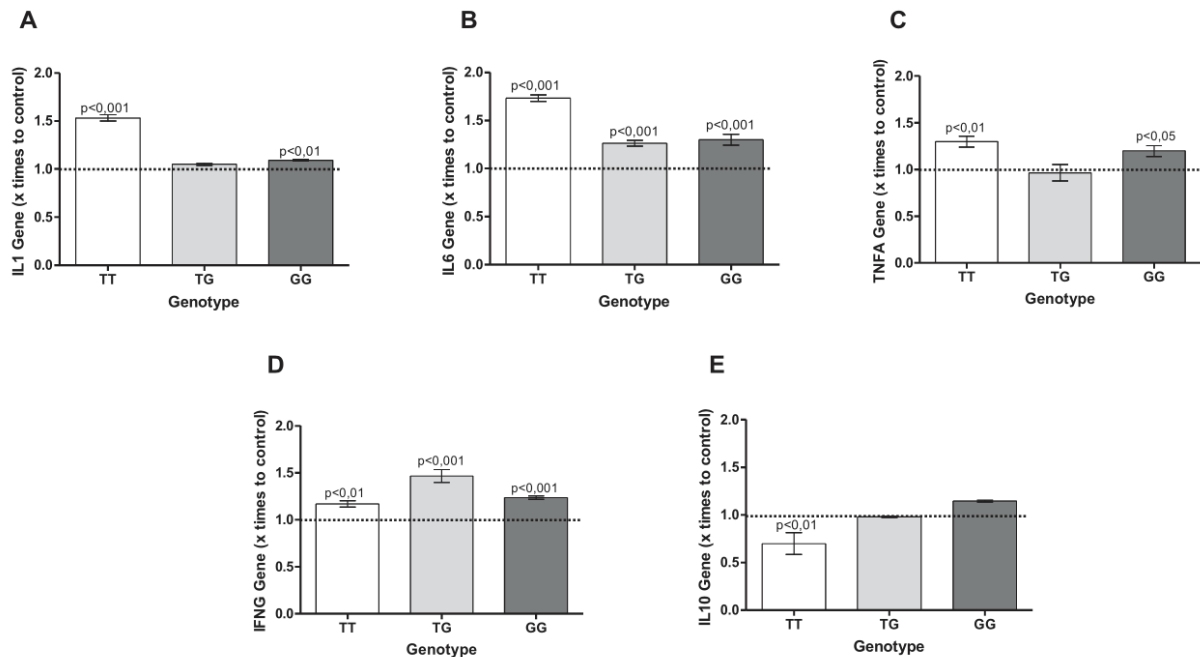 A
IL1 Gene (x times to control)
2.0
1.5
1.0
0.5
0.0
p<0,001
p<0,01
TT TG GG
Genotype
B
IL6 Gene (x times to control)
2.0
1.5
1.0
0.5
0.0
p<0,001
p<0,001
p<0,001
TT TG GG
Genotype
C
TNFA Gene (x times to control)
2.0
1.5
1.0
0.5
0.0
p<0,01
p<0,05
TT TG GG
Genotype
D
IFNG Gene (x times to control)
2.0
1.5
1.0
0.5
0.0
p<0,01
p<0,001
p<0,001
TT TG GG
Genotype
E
IL10 Gene (x times to control)
2.0
1.5
1.0
0.5
0.0
p<0,01
TT TG GG
Genotype